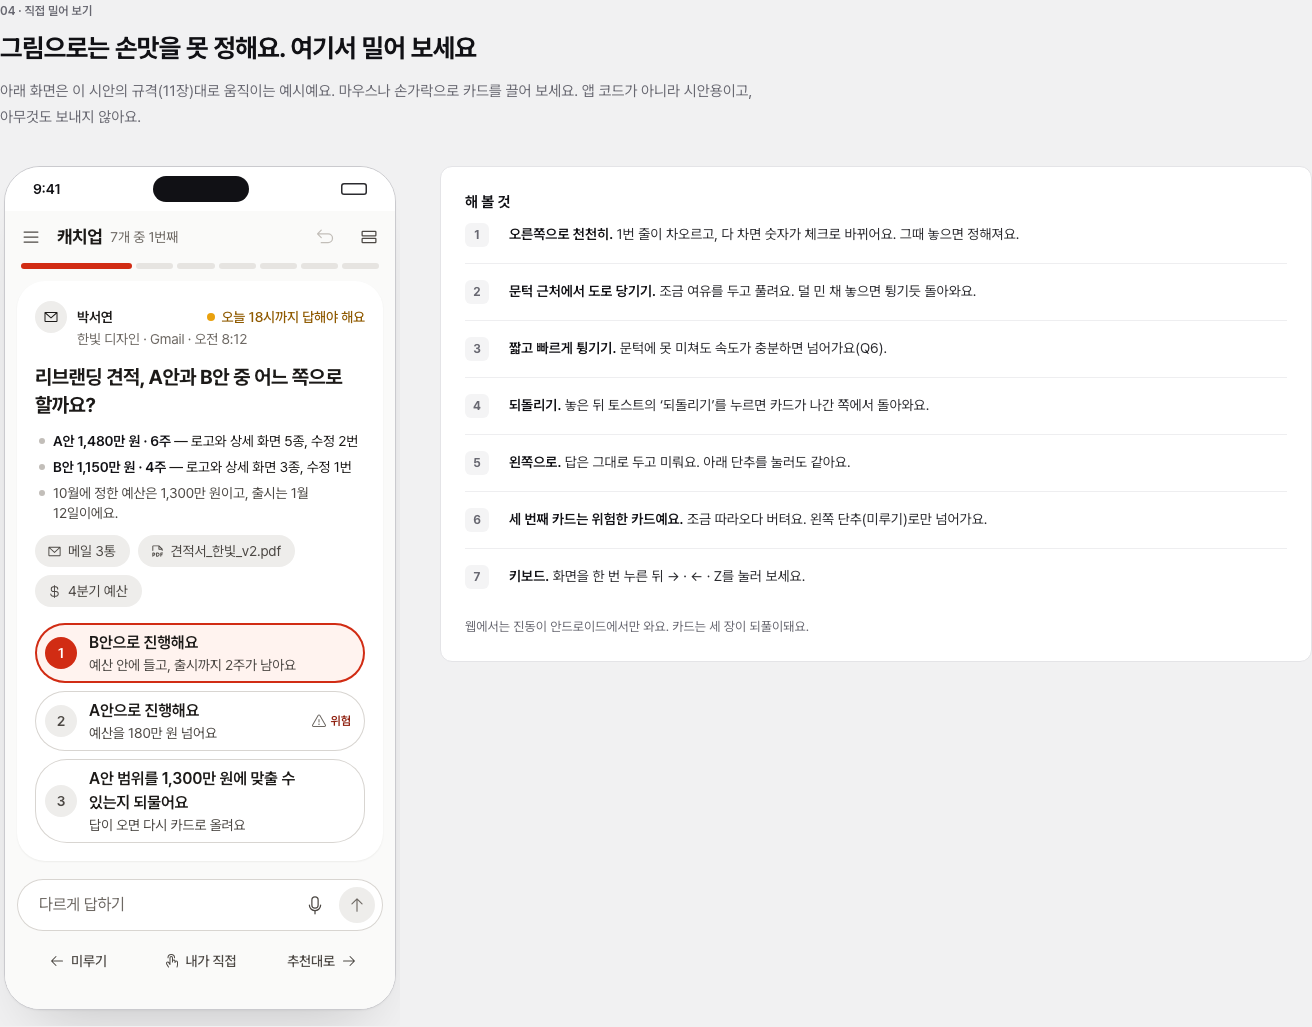 04 · 직접 밀어 보기
그림으로는 손맛을 못 정해요. 여기서 밀어 보세요
아래 화면은 이 시안의 규격(11장)대로 움직이는 예시예요. 마우스나 손가락으로 카드를 끌어 보세요. 앱 코드가 아니라 시안용이고,
아무것도 보내지 않아요.
9:41
캐치업 7개 중 1번째
박서연
오늘 18시까지 답해야 해요
한빛 디자인 · Gmail · 오전 8:12
리브랜딩 견적, A안과 B안 중 어느 쪽으로
할까요?
A안 1,480만 원 · 6주 — 로고와 상세 화면 5종, 수정 2번
B안 1,150만 원 · 4주 — 로고와 상세 화면 3종, 수정 1번
10월에 정한 예산은 1,300만 원이고, 출시는 1월
12일이에요.
메일 3통
PDF 견적서_한빛_v2.pdf
$ 4분기 예산
1 B안으로 진행해요
예산 안에 들고, 출시까지 2주가 남아요
2 A안으로 진행해요
예산을 180만 원 넘어요
위험
3 A안 범위를 1,300만 원에 맞출 수
있는지 되물어요
답이 오면 다시 카드로 올려요
다르게 답하기
← 미루기
내가 직접
추천대로 →
해 볼 것
1 오른쪽으로 천천히. 1번 줄이 차오르고, 다 차면 숫자가 체크로 바뀌어요. 그때 놓으면 정해져요.
2 문턱 근처에서 도로 당기기. 조금 여유를 두고 풀려요. 덜 민 채 놓으면 튕기듯 돌아와요.
3 짧고 빠르게 튕기기. 문턱에 못 미쳐도 속도가 충분하면 넘어가요(Q6).
4 되돌리기. 놓은 뒤 토스트의 ‘되돌리기’를 누르면 카드가 나간 쪽에서 돌아와요.
5 왼쪽으로. 답은 그대로 두고 미뤄요. 아래 단추를 눌러도 같아요.
6 세 번째 카드는 위험한 카드예요. 조금 따라오다 버텨요. 왼쪽 단추(미루기)로만 넘어가요.
7 키보드. 화면을 한 번 누른 뒤 → · ← · Z를 눌러 보세요.
웹에서는 진동이 안드로이드에서만 와요. 카드는 세 장이 되풀이돼요.